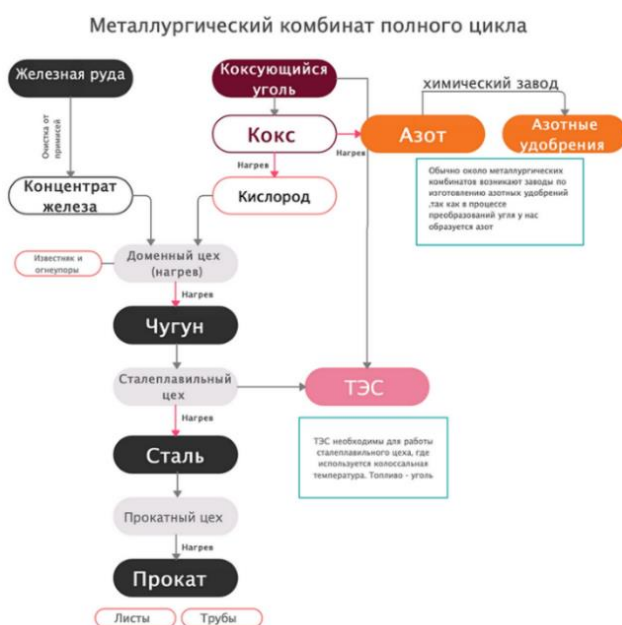 Металлургический комбинат полного цикла
Железная руда
Коксующийся
уголь
химический завод
Очистка от
примисей
Кокс
Нагрев
Азот
Азотные
удобрения
Нагрев
Концентрат
железа
Кислород
Обычно около металлургических
комбинатов возникают заводы по
изготовлению азотных удобрений
,так как в процессе
преобразований угля у нас
образуется азот
Известняк и
огнеупоры
Доменный цех
(нагрев)
Нагрев
Чугун
Сталеплавильный
цех
ТЭС
Нагрев
Сталь
ТЭС необходимы для работы
сталеплавильного цеха, где
используется колоссальная
температура. Топливо - уголь
Прокатный цех
Нагрев
Прокат
Листы
Трубы